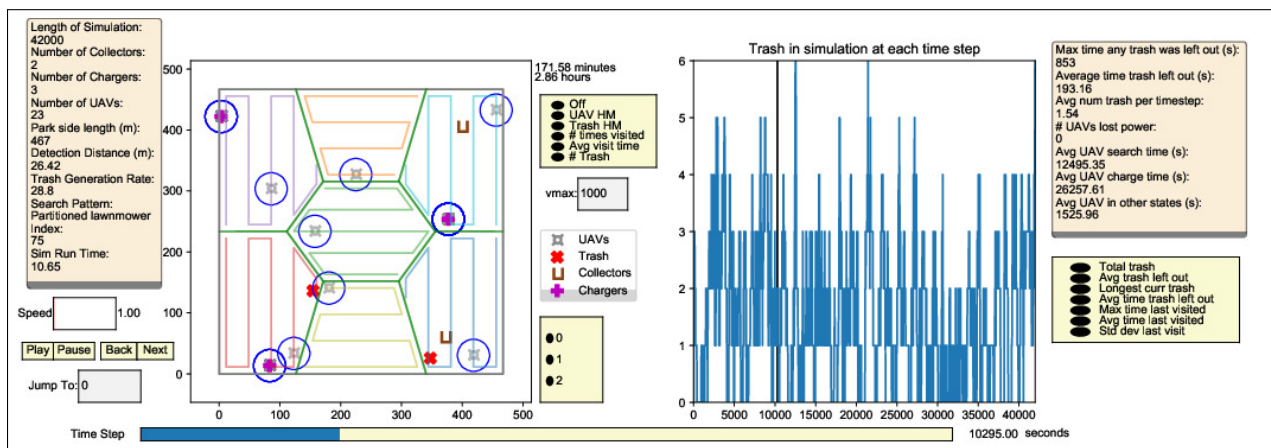 Length of Simulation:
42000
Number of Collectors:
2
Number of Chargers:
3
Number of UAVs:
23
Park side length (m):
467
Detection Distance (m):
26.42
Trash Generation Rate:
28.8
Search Pattern:
Partitioned lawnmower
Index:
75
Sim Run Time:
10.65
Speed 1.00
Play Pause Back Next
Jump To: 0
500
400
300
200
100
0
0 100 200 300 400 500
171.58 minutes
2.86 hours
Off
UAV HM
Trash HM
# times visited
Avg visit time
# Trash
vmax: 1000
UAVs
Trash
Collectors
Chargers
0
1
2
Trash in simulation at each time step
6
5
4
3
2
1
0
0 5000 10000 15000 20000 25000 30000 35000 40000
Max time any trash was left out (s):
853
Average time trash left out (s):
193.16
Avg num trash per timestep:
1.54
# UAVs lost power:
0
Avg UAV search time (s):
12495.35
Avg UAV charge time (s):
26257.61
Avg UAV in other states (s):
1525.96
Total trash
Avg trash left out
Longest curr trash
Avg time trash left out
Max time last visited
Avg time last visited
Std dev last visit
Time Step 10295.00 seconds